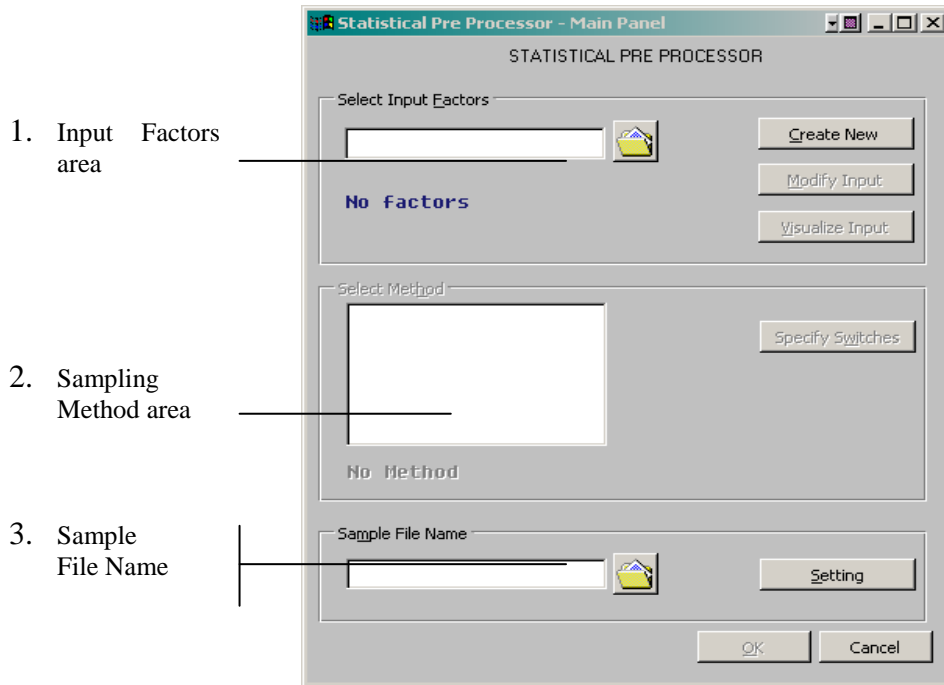 Statistical Pre Processor - Main Panel
STATISTICAL PRE PROCESSOR
Select Input Factors
1. Input Factors
area
Create New
Modify Input
No factors
Visualize Input
Select Method
Specify Switches
2. Sampling
Method area
No Method
3. Sample
File Name
Sample File Name
Setting
OK
Cancel